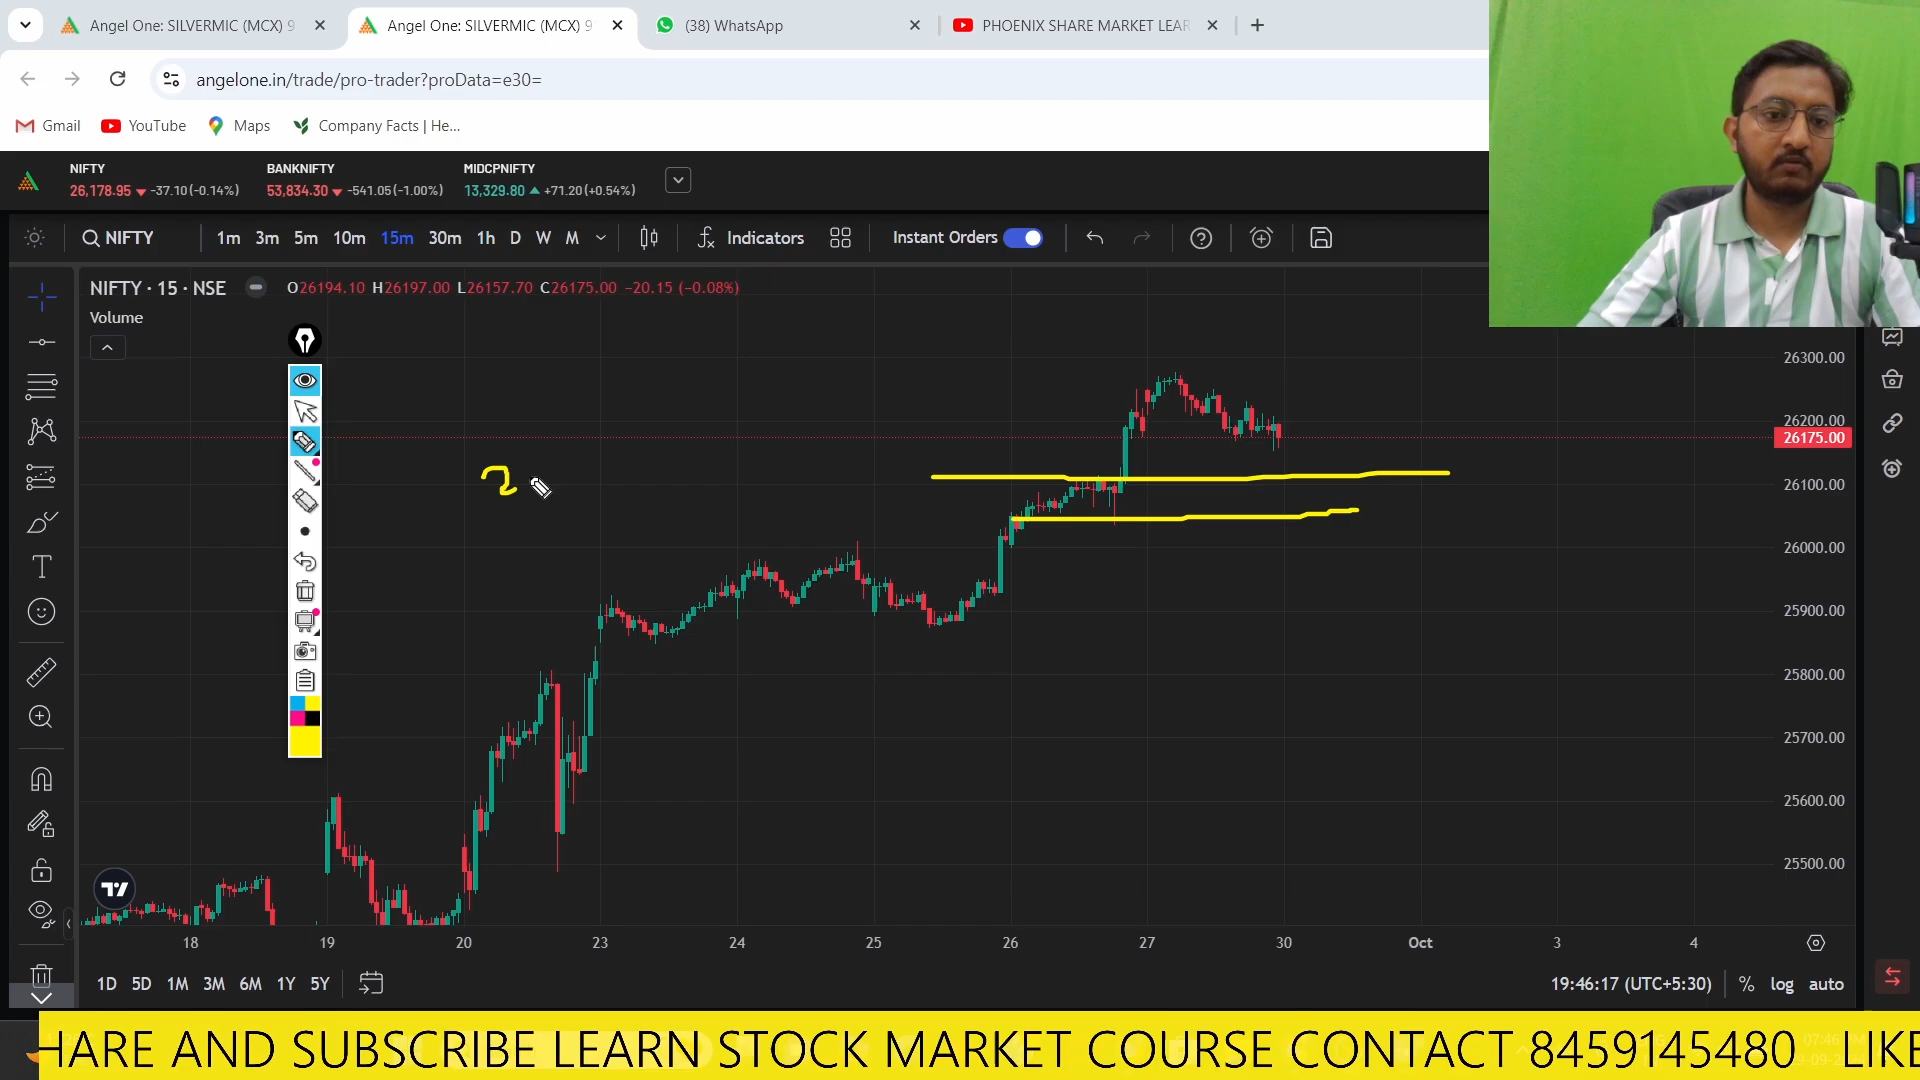 Angel One: SILVERMIC (MCX) 9
Angel One: SILVERMIC (MCX) 9
(38) WhatsApp
PHOENIX SHARE MARKET LEAR
angelone.in/trade/pro-trader?proData=e30=
Gmail YouTube Maps Company Facts | He...
NIFTY BANKNIFTY MIDCPNIFTY
26,178.95 -37.10(-0.14%) 53,834.30 -541.05(-1.00%) 13,329.80 +71.20(+0.54%)
NIFTY 1m 3m 5m 10m 15m 30m 1h D W M Indicators Instant Orders
NIFTY · 15 · NSE O26194.10 H26197.00 L26157.70 C26175.00 −20.15 (−0.08%)
Volume
26300.00
26200.00
26175.00
26100.00
26000.00
25900.00
25800.00
25700.00
25600.00
25500.00
2
18 19 20 23 24 25 26 27 30 Oct 3 4
1D 5D 1M 3M 6M 1Y 5Y 19:46:17 (UTC+5:30) % log auto
HARE AND SUBSCRIBE LEARN STOCK MARKET COURSE CONTACT 8459145480 LIKE